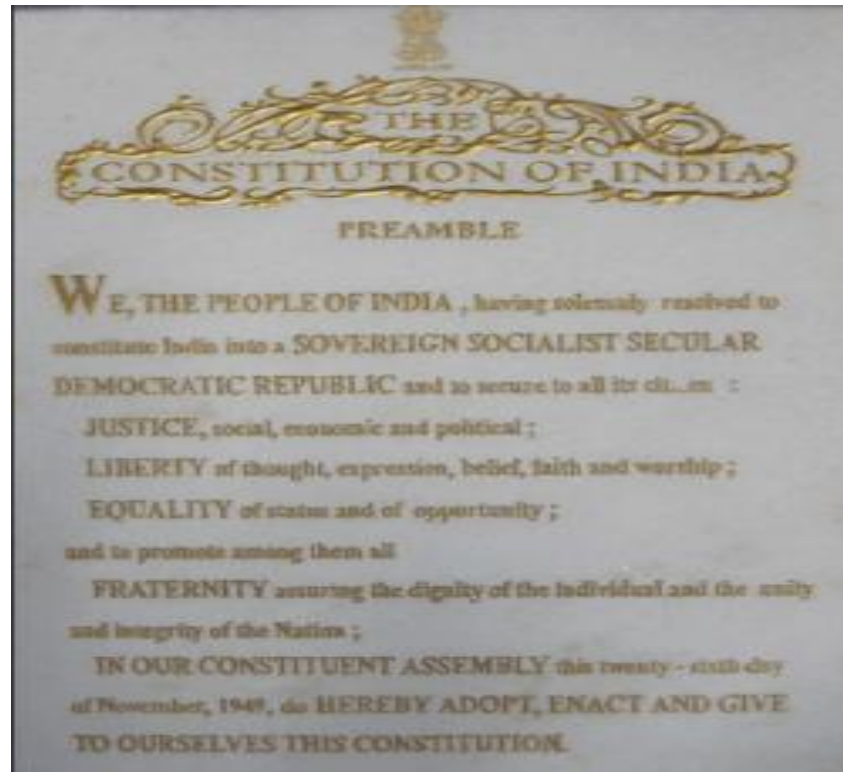 THE
CONSTITUTION OF INDIA
PREAMBLE
WE, THE PEOPLE OF INDIA , having solemnly resolved to
constitute India into a SOVEREIGN SOCIALIST SECULAR
DEMOCRATIC REPUBLIC and to secure to all its :
JUSTICE, social, economic and political ;
LIBERTY of thought, expression, belief, faith and worship ;
EQUALITY of status and of opportunity ;
and to promote among them all
FRATERNITY assuring the dignity of the individual and the unity
and integrity of the Nation ;
IN OUR CONSTITUENT ASSEMBLY this twenty - sixth day
of November, 1949, do HEREBY ADOPT, ENACT AND GIVE
TO OURSELVES THIS CONSTITUTION.